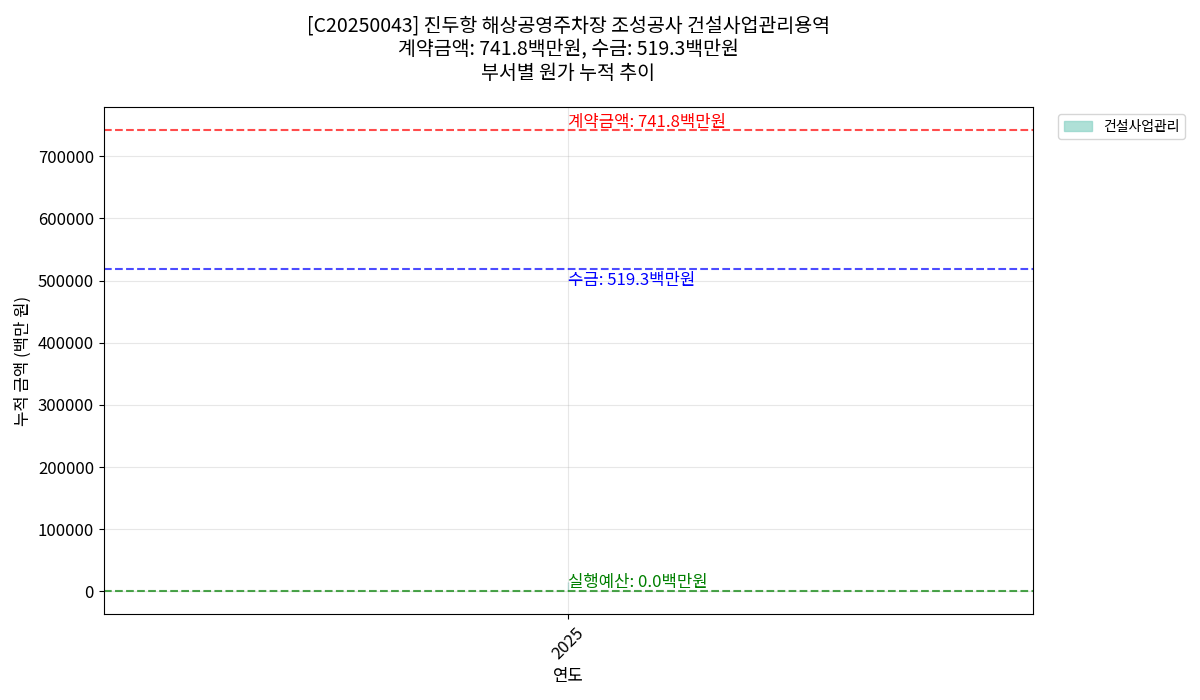 [C20250043] 진두항 해상공영주차장 조성공사 건설사업관리용역
계약금액: 741.8백만원, 수금: 519.3백만원
부서별 원가 누적 추이
계약금액: 741.8백만원
건설사업관리
700000
600000
500000
수금: 519.3백만원
400000
300000
200000
100000
0
실행예산: 0.0백만원
누적 금액 (백만 원)
2025
연도